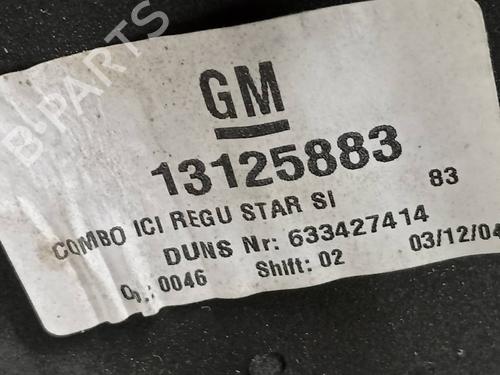 B-PARTS
GM
13125883
COMBO ICI REGU STAR SI 83
DUNS Nr: 633427414
0046 Shift: 02 03/12/04